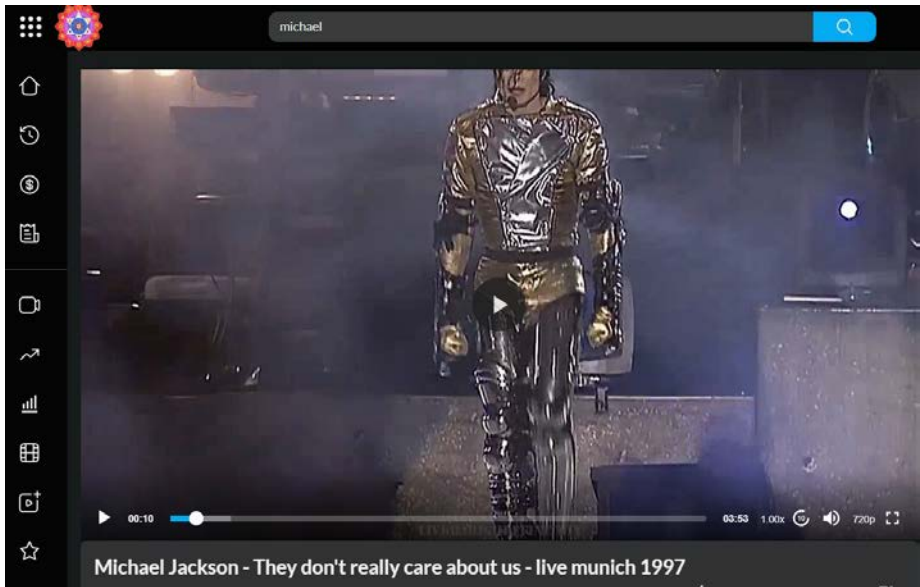 michael
00:10
03:53 1.00x 10 720p
Michael Jackson - They don't really care about us - live munich 1997